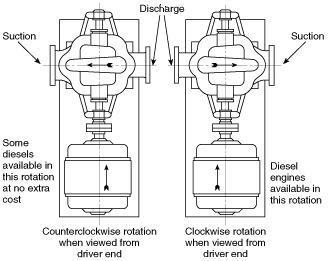 Discharge
Suction
Suction
Some
diesels
available in
this rotation
at no extra
cost
Diesel
engines
available in
this rotation
Counterclockwise rotation
when viewed from
driver end
Clockwise rotation
when viewed from
driver end